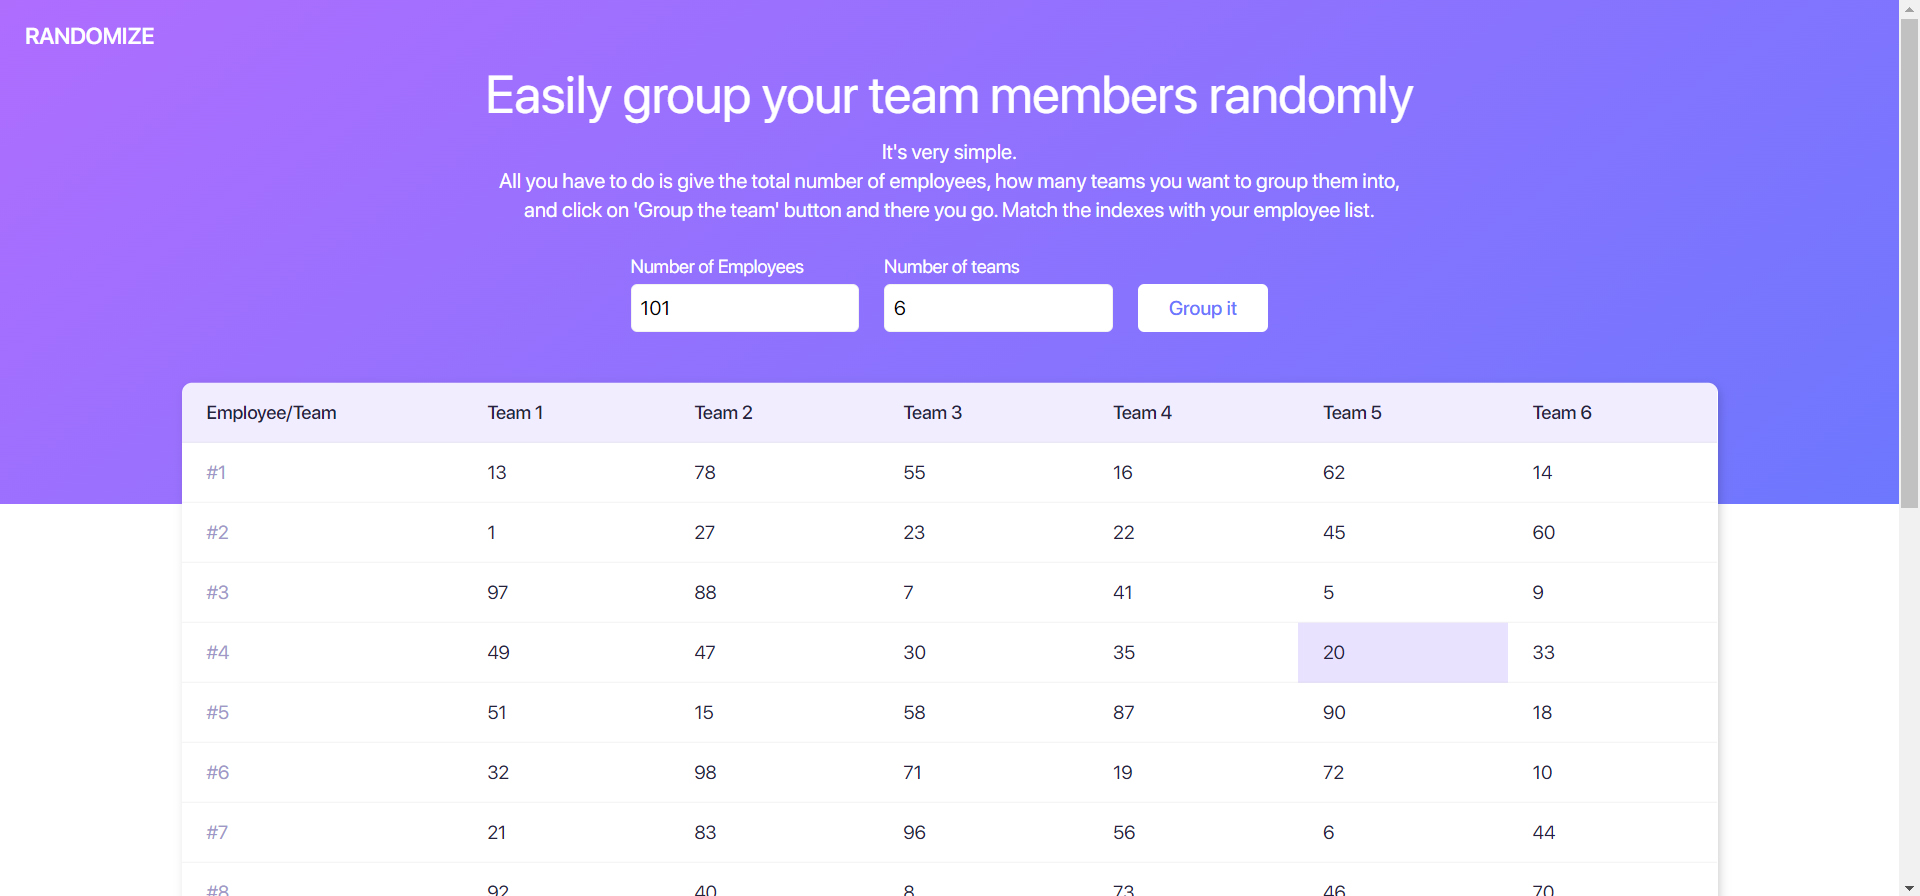 RANDOMIZE
Easily group your team members randomly
It's very simple.
All you have to do is give the total number of employees, how many teams you want to group them into,
and click on 'Group the team' button and there you go. Match the indexes with your employee list.
Number of Employees Number of teams
101 6 Group it
Employee/Team Team 1 Team 2 Team 3 Team 4 Team 5 Team 6
#1 13 78 55 16 62 14
#2 1 27 23 22 45 60
#3 97 88 7 41 5 9
#4 49 47 30 35 20 33
#5 51 15 58 87 90 18
#6 32 98 71 19 72 10
#7 21 83 96 56 6 44
#8 92 40 8 73 46 70